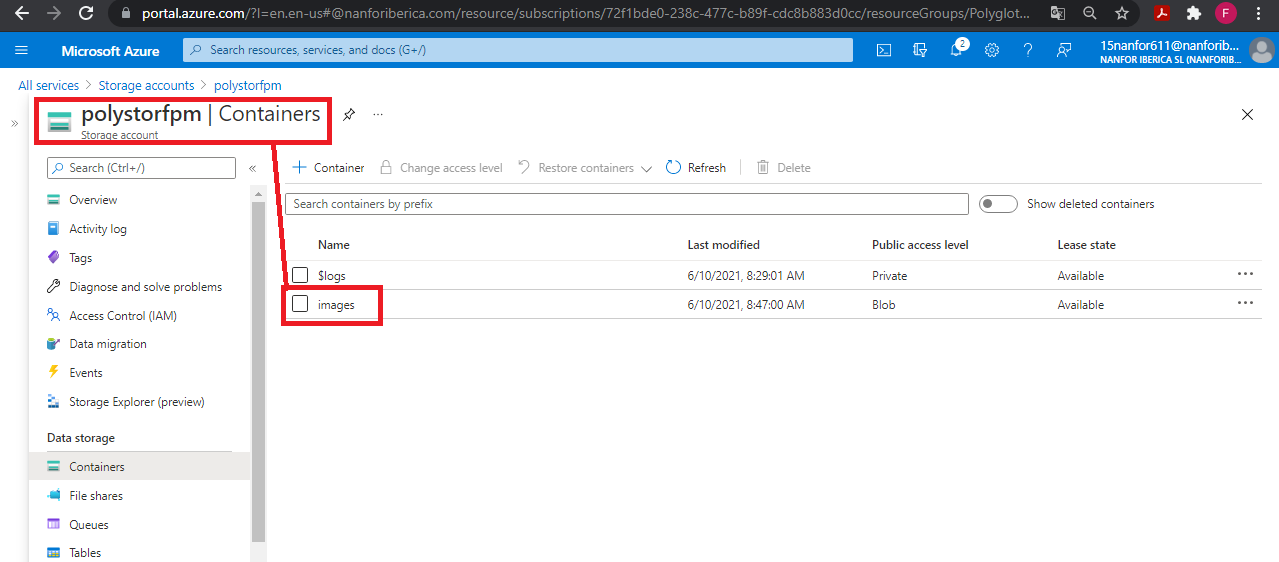 portal.azure.com/?l=en.en-us#@nanforiberica.com/resource/subscriptions/72f1bde0-238c-477c-b89f-cdc8b883d0cc/resourceGroups/Polyglot...
F
Microsoft Azure
Search resources, services, and docs (G+/)
2
15nanfor611@nanforib...
NANFOR IBERICA SL (NANFORIB...
All services > Storage accounts > polystorfpm
polystorfpm | Containers
Storage account
Search (Ctrl+/)
Overview
Activity log
Tags
Diagnose and solve problems
Access Control (IAM)
Data migration
Events
Storage Explorer (preview)
Data storage
Containers
File shares
Queues
Tables
+ Container Change access level Restore containers Refresh Delete
Search containers by prefix
Show deleted containers
Name Last modified Public access level Lease state
$logs 6/10/2021, 8:29:01 AM Private Available
images 6/10/2021, 8:47:00 AM Blob Available